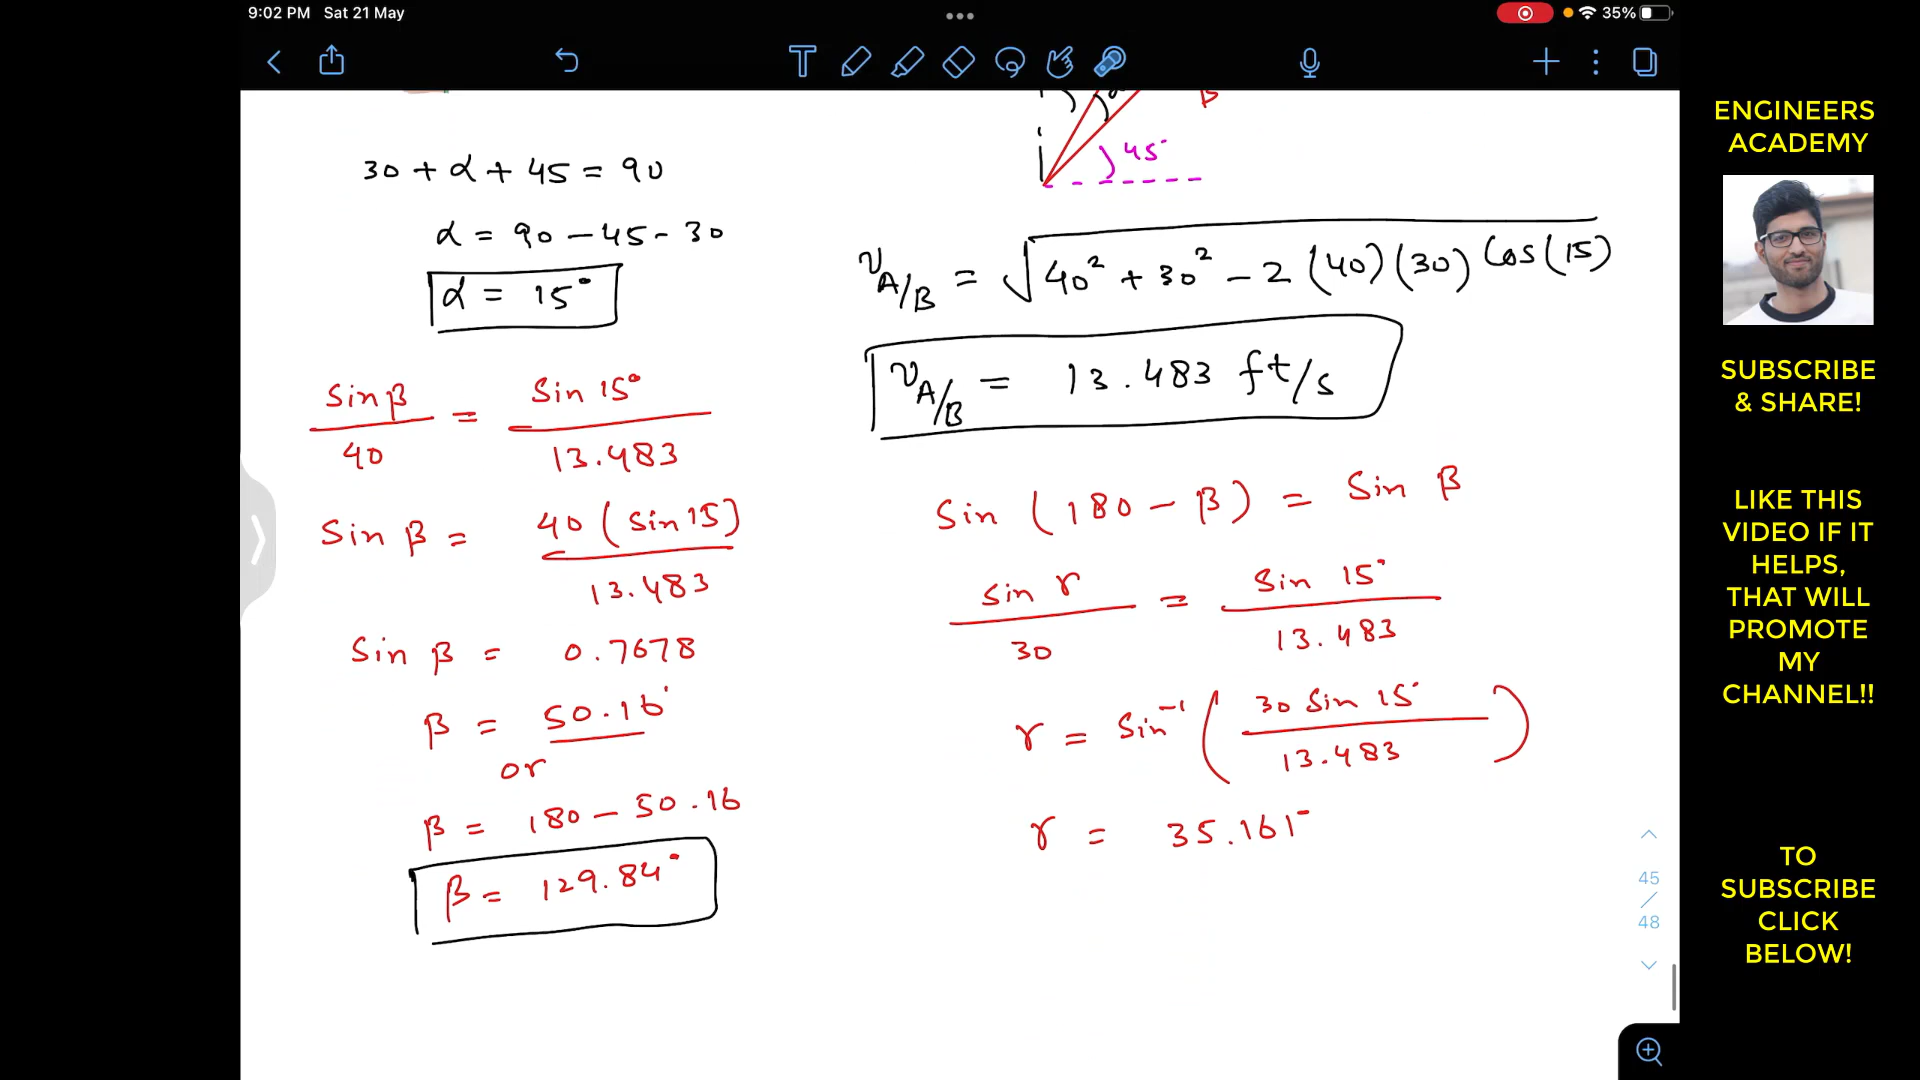 9:02 PM Sat 21 May
35%
β
45°
30 + α + 45 = 90
α = 90 - 45 - 30
α = 15°
v_A/B = √(40² + 30² - 2 (40)(30) Cos(15))
v_A/B = 13.483 ft/s
Sin β / 40 = Sin 15° / 13.483
Sin β = 40 (Sin 15) / 13.483
Sin β = 0.7678
β = 50.16°
or
β = 180 - 50.16
β = 129.84°
Sin (180 - β) = Sin β
Sin γ / 30 = Sin 15° / 13.483
γ = Sin⁻¹ (30 Sin 15° / 13.483)
γ = 35.161°
45
/
48
ENGINEERS
ACADEMY
SUBSCRIBE
& SHARE!
LIKE THIS
VIDEO IF IT
HELPS,
THAT WILL
PROMOTE
MY
CHANNEL!!
TO
SUBSCRIBE
CLICK
BELOW!